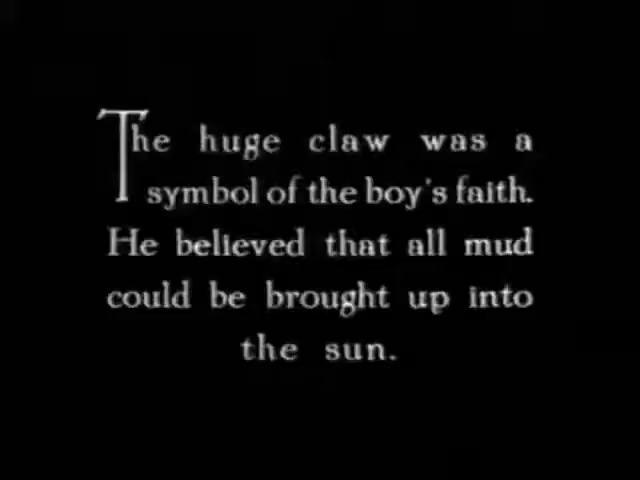 The huge claw was a
symbol of the boy's faith.
He believed that all mud
could be brought up into
the sun.